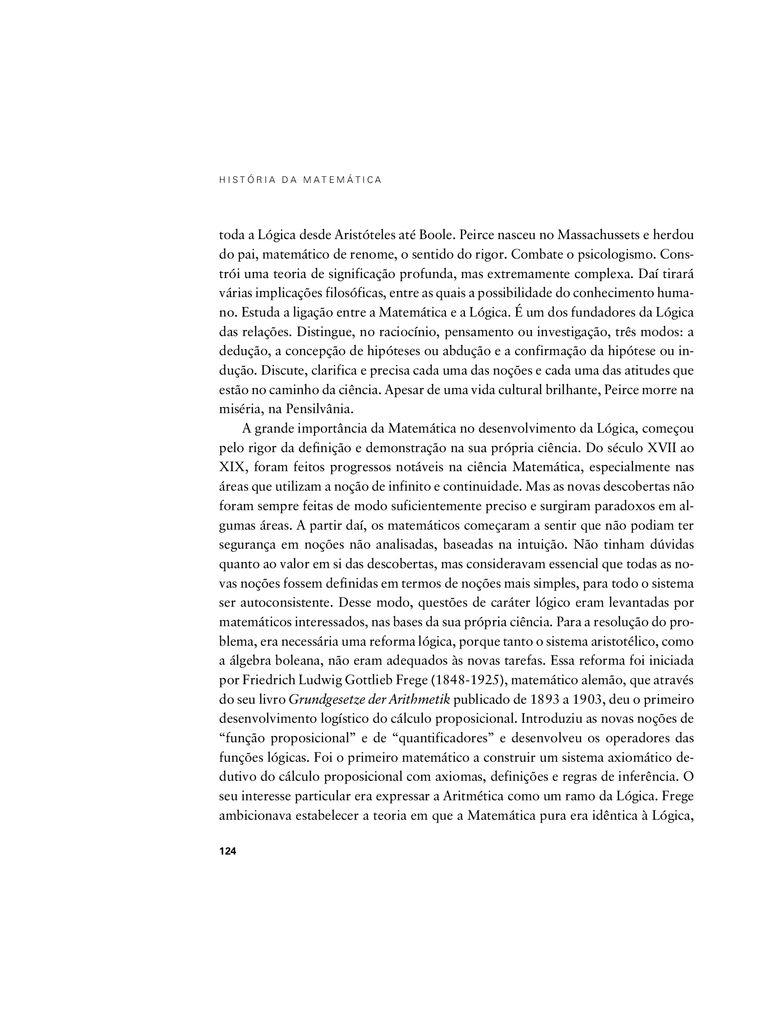 HISTÓRIA DA MATEMÁTICA
toda a Lógica desde Aristóteles até Boole. Peirce nasceu no Massachussets e herdou
do pai, matemático de renome, o sentido do rigor. Combate o psicologismo. Cons-
trói uma teoria de significação profunda, mas extremamente complexa. Daí tirará
várias implicações filosóficas, entre as quais a possibilidade do conhecimento huma-
no. Estuda a ligação entre a Matemática e a Lógica. É um dos fundadores da Lógica
das relações. Distingue, no raciocínio, pensamento ou investigação, três modos: a
dedução, a concepção de hipóteses ou abdução e a confirmação da hipótese ou in-
dução. Discute, clarifica e precisa cada uma das noções e cada uma das atitudes que
estão no caminho da ciência. Apesar de uma vida cultural brilhante, Peirce morre na
miséria, na Pensilvânia.
A grande importância da Matemática no desenvolvimento da Lógica, começou
pelo rigor da definição e demonstração na sua própria ciência. Do século XVII ao
XIX, foram feitos progressos notáveis na ciência Matemática, especialmente nas
áreas que utilizam a noção de infinito e continuidade. Mas as novas descobertas não
foram sempre feitas de modo suficientemente preciso e surgiram paradoxos em al-
gumas áreas. A partir daí, os matemáticos começaram a sentir que não podiam ter
segurança em noções não analisadas, baseadas na intuição. Não tinham dúvidas
quanto ao valor em si das descobertas, mas consideravam essencial que todas as no-
vas noções fossem definidas em termos de noções mais simples, para todo o sistema
ser autoconsistente. Desse modo, questões de caráter lógico eram levantadas por
matemáticos interessados, nas bases da sua própria ciência. Para a resolução do pro-
blema, era necessária uma reforma lógica, porque tanto o sistema aristotélico, como
a álgebra boleana, não eram adequados às novas tarefas. Essa reforma foi iniciada
por Friedrich Ludwig Gottlieb Frege (1848-1925), matemático alemão, que através
do seu livro Grundgesetze der Arithmetik publicado de 1893 a 1903, deu o primeiro
desenvolvimento logístico do cálculo proposicional. Introduziu as novas noções de
“função proposicional” e de “quantificadores” e desenvolveu os operadores das
funções lógicas. Foi o primeiro matemático a construir um sistema axiomático de-
dutivo do cálculo proposicional com axiomas, definições e regras de inferência. O
seu interesse particular era expressar a Aritmética como um ramo da Lógica. Frege
ambicionava estabelecer a teoria em que a Matemática pura era idêntica à Lógica,
124